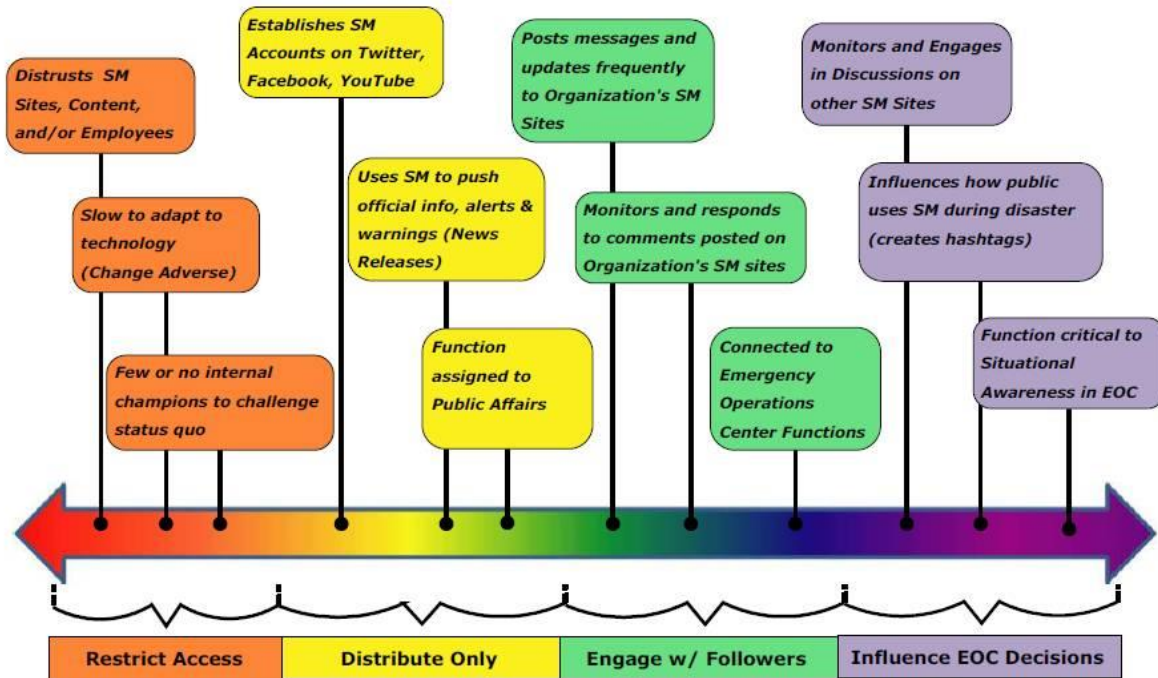 Distrusts SM
Sites, Content,
and/or Employees
Slow to adapt to
technology
(Change Adverse)
Few or no internal
champions to challenge
status quo
Establishes SM
Accounts on Twitter,
Facebook, YouTube
Uses SM to push
official info, alerts &
warnings (News
Releases)
Function
assigned to
Public Affairs
Posts messages and
updates frequently
to Organization's SM
Sites
Monitors and responds
to comments posted on
Organization's SM sites
Connected to
Emergency
Operations
Center Functions
Monitors and Engages
in Discussions on
other SM Sites
Influences how public
uses SM during disaster
(creates hashtags)
Function critical to
Situational
Awareness in EOC
Restrict Access
Distribute Only
Engage w/ Followers
Influence EOC Decisions